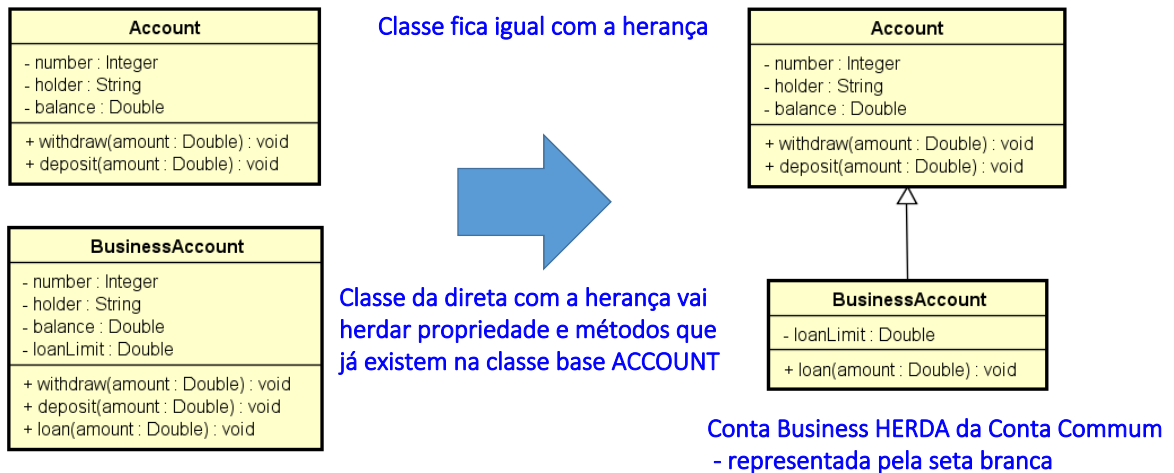 Account
- number : Integer
- holder : String
- balance : Double
+ withdraw(amount : Double) : void
+ deposit(amount : Double) : void
BusinessAccount
- number : Integer
- holder : String
- balance : Double
- loanLimit : Double
+ withdraw(amount : Double) : void
+ deposit(amount : Double) : void
+ loan(amount : Double) : void
Classe fica igual com a herança
Classe da direta com a herança vai
herdar propriedade e métodos que
já existem na classe base ACCOUNT
Account
- number : Integer
- holder : String
- balance : Double
+ withdraw(amount : Double) : void
+ deposit(amount : Double) : void
BusinessAccount
- loanLimit : Double
+ loan(amount : Double) : void
Conta Business HERDA da Conta Commum
- representada pela seta branca